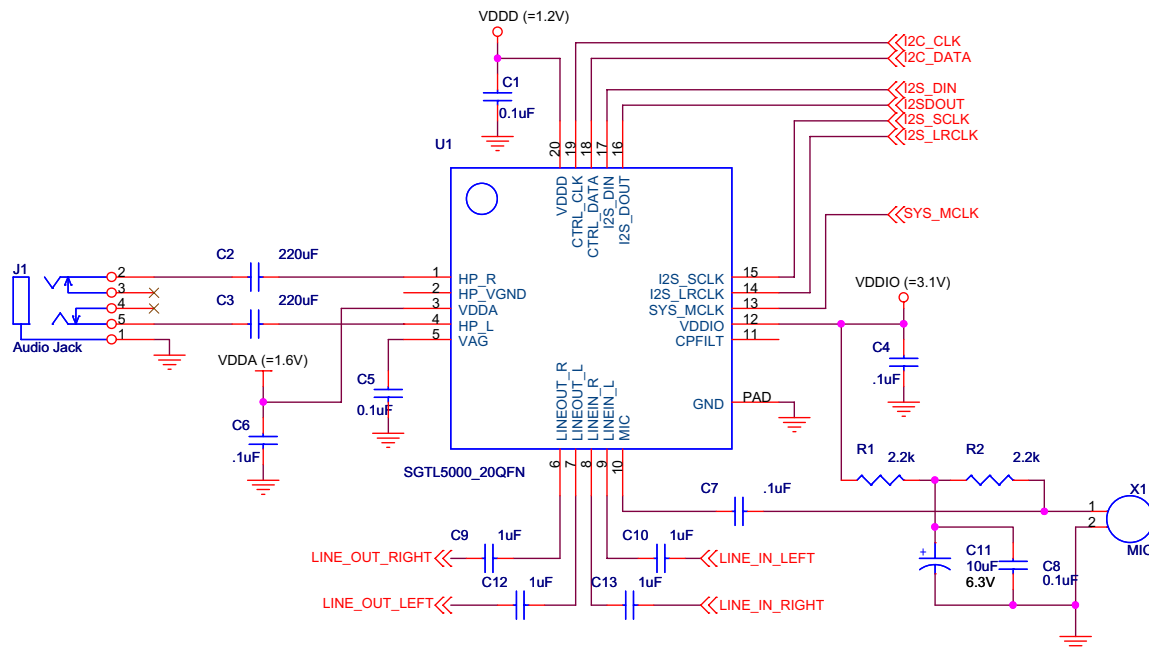 VDDD (=1.2V)
I2C_CLK
I2C_DATA
C1
0.1uF
I2S_DIN
I2SDOUT
I2S_SCLK
I2S_LRCLK
U1
20
19
18
17
16
VDDD
CTRL_CLK
CTRL_DATA
I2S_DIN
I2S_DOUT
SYS_MCLK
C2
220uF
J1
2
3
4
5
1
Audio Jack
C3
220uF
1
2
3
4
5
HP_R
HP_VGND
VDDA
HP_L
VAG
I2S_SCLK
I2S_LRCLK
SYS_MCLK
VDDIO
CPFILT
15
14
13
12
11
VDDIO (=3.1V)
C4
.1uF
VDDA (=1.6V)
C5
0.1uF
C6
.1uF
GND
PAD
LINEOUT_R
LINEOUT_L
LINEIN_R
LINEIN_L
MIC
6
7
8
9
10
SGTL5000_20QFN
R1
2.2k
R2
2.2k
C7
.1uF
X1
1
2
MIC
C9
1uF
LINE_OUT_RIGHT
C10
1uF
LINE_IN_LEFT
C12
1uF
LINE_OUT_LEFT
C13
1uF
LINE_IN_RIGHT
+
C11
10uF
6.3V
C8
0.1uF